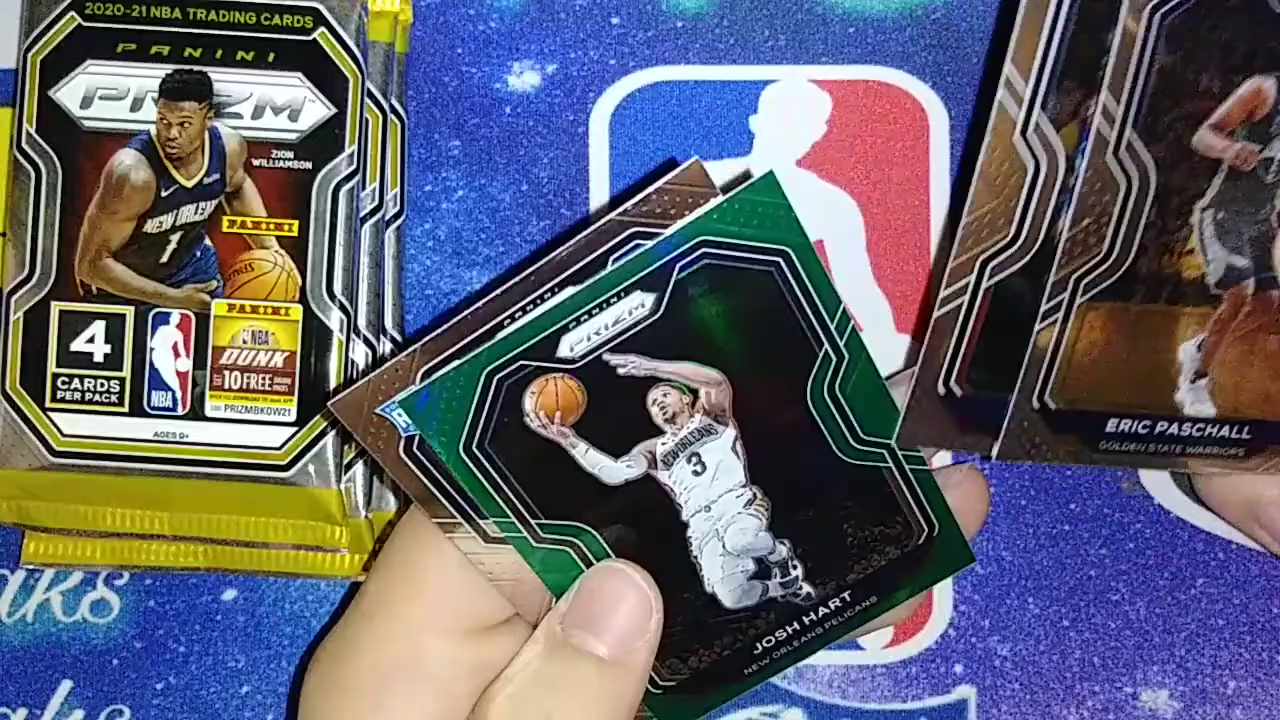 2020-21 NBA TRADING CARDS
PANINI
PRIZM
ZION
WILLIAMSON
NEW ORLEANS
1
PANINI
4
CARDS
PER PACK
NBA
PANINI
NBA
DUNK
10 FREE
PRIZMBKOW21
AGES 9+
PANINI
PANINI
PRIZM
NEW ORLEANS
3
JOSH HART
NEW ORLEANS PELICANS
ERIC PASCHALL
GOLDEN STATE WARRIORS